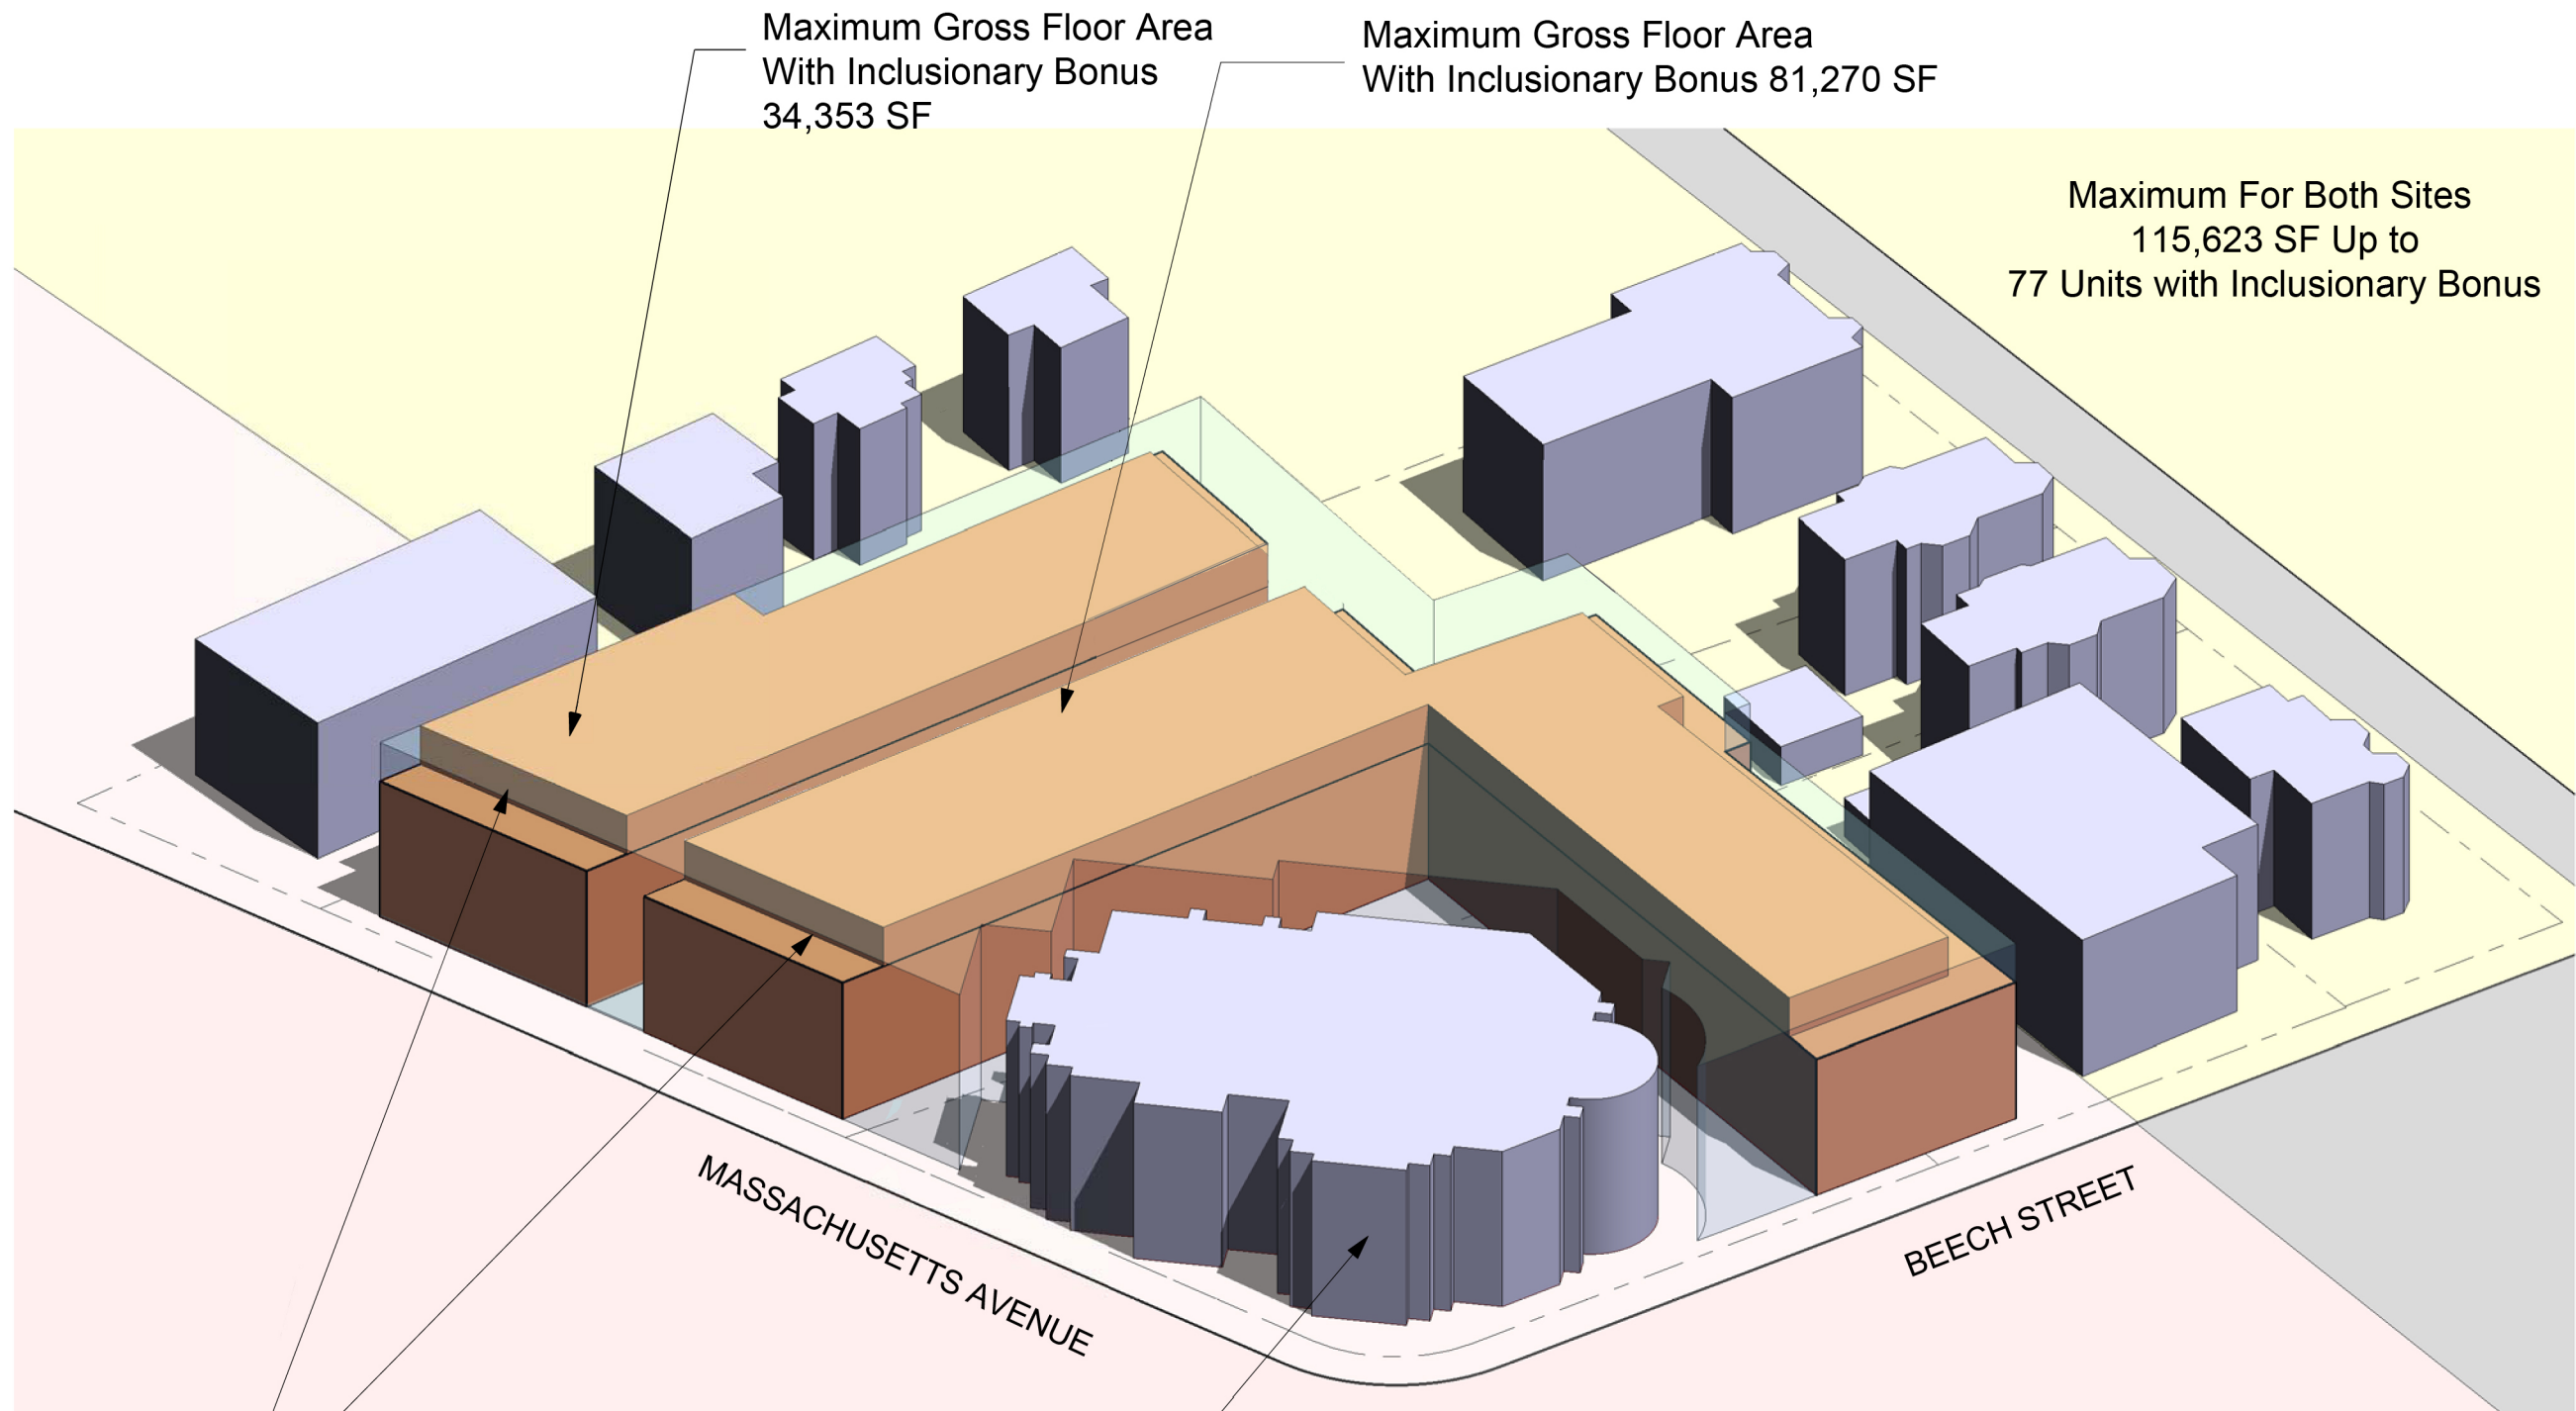 Maximum Gross Floor Area
With Inclusionary Bonus
34,353 SF
Maximum Gross Floor Area
With Inclusionary Bonus 81,270 SF
Maximum For Both Sites
115,623 SF Up to
77 Units with Inclusionary Bonus
MASSACHUSETTS AVENUE
BEECH STREET